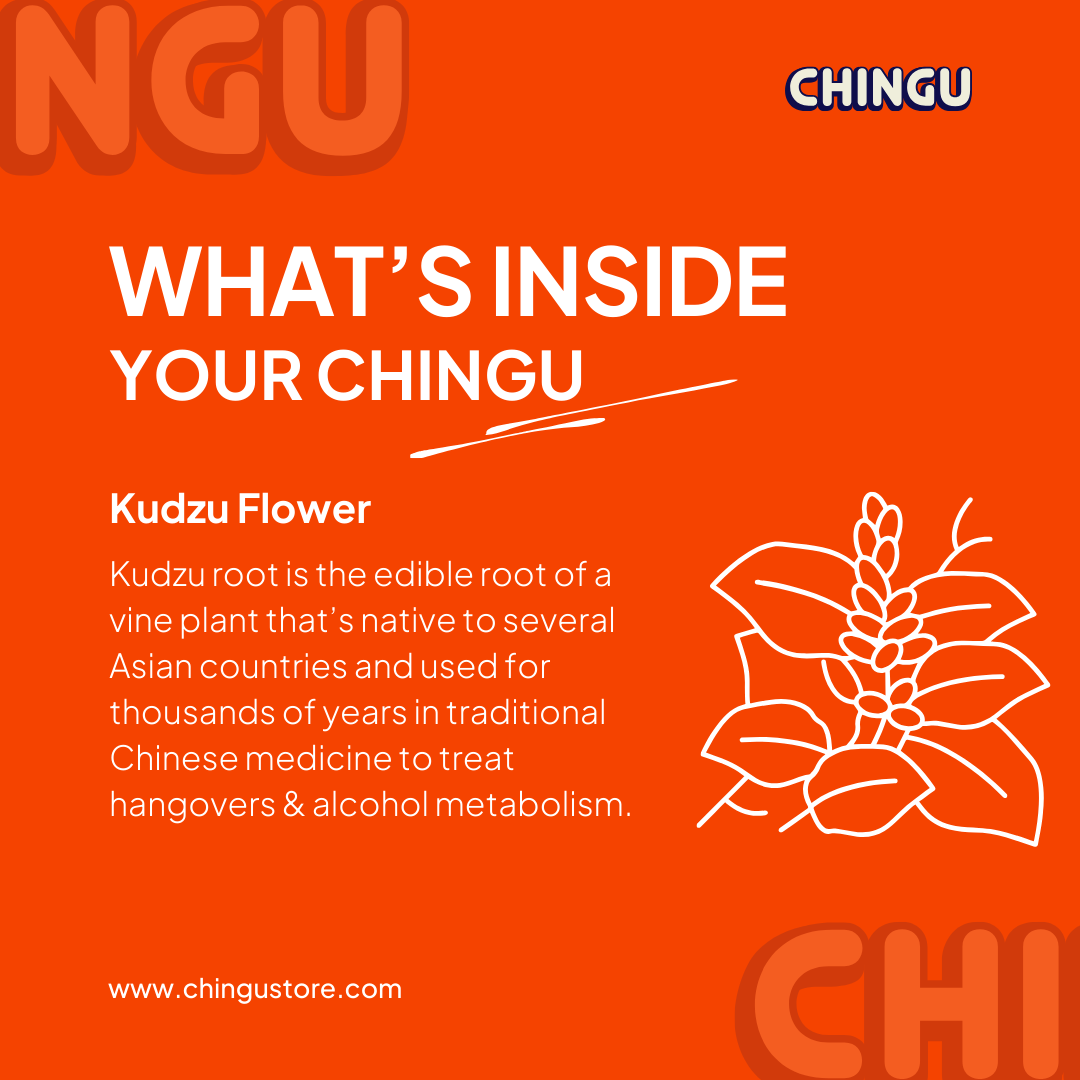 NGU
CHINGU
WHAT’S INSIDE
YOUR CHINGU
Kudzu Flower
Kudzu root is the edible root of a
vine plant that’s native to several
Asian countries and used for
thousands of years in traditional
Chinese medicine to treat
hangovers & alcohol metabolism.
www.chingustore.com
CHI